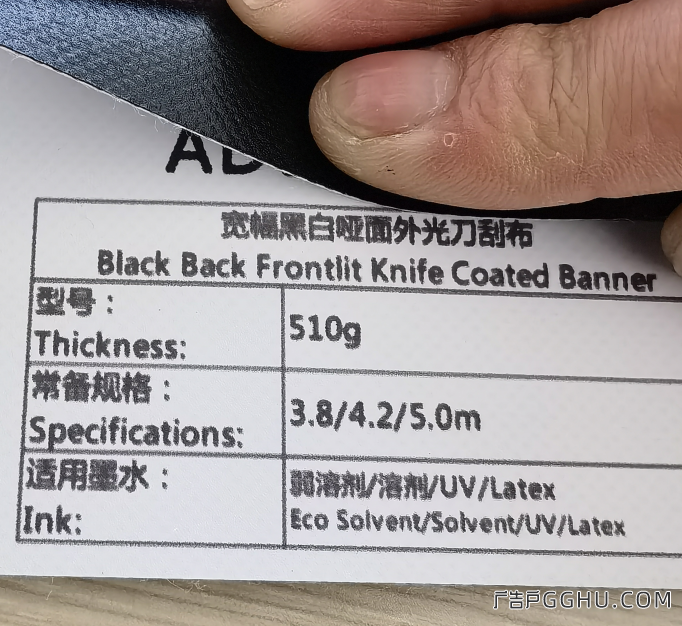 宽幅黑白哑面外光刀刮布
Black Back Frontlit Knife Coated Banner
型号：
Thickness:
510g
常备规格：
Specifications:
3.8/4.2/5.0m
适用墨水：
Ink:
弱溶剂/溶剂/UV/Latex
Eco Solvent/Solvent/UV/Latex
广告户GGHU.COM